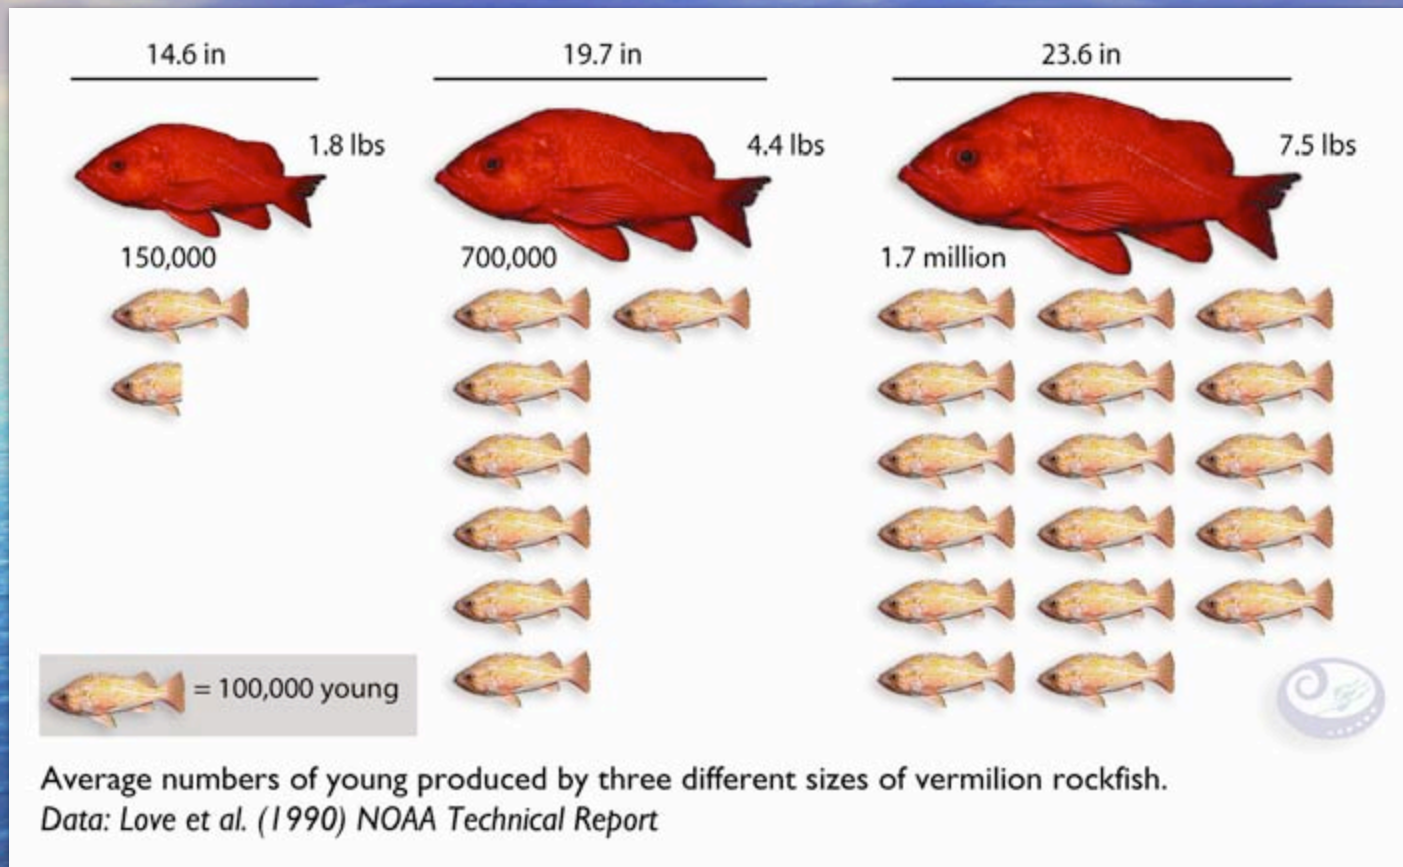 14.6 in
19.7 in
23.6 in
1.8 lbs
4.4 lbs
7.5 lbs
150,000
700,000
1.7 million
= 100,000 young
Average numbers of young produced by three different sizes of vermilion rockfish.
Data: Love et al. (1990) NOAA Technical Report